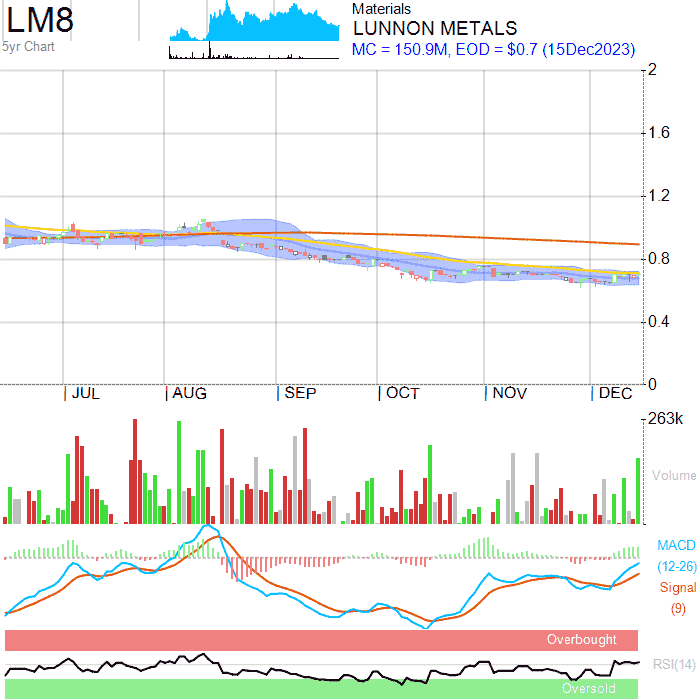 LM8
5yr Chart
Materials
LUNNON METALS
MC = 150.9M, EOD = $0.7 (15Dec2023)
2
1.6
1.2
0.8
0.4
0
JUL
AUG
SEP
OCT
NOV
DEC
263k
Volume
MACD
(12-26)
Signal
(9)
Overbought
RSI(14)
Oversold